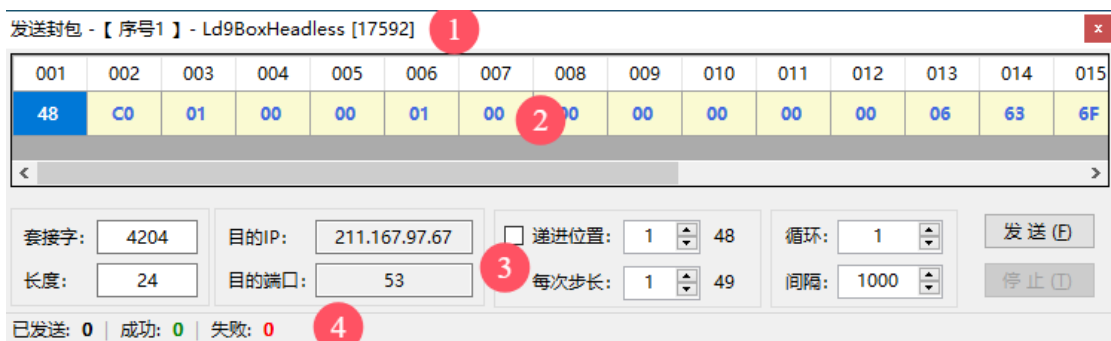 发送封包 -【 序号1 】- Ld9BoxHeadless [17592] 1 x
001 002 003 004 005 006 007 008 009 010 011 012 013 014 015
48 C0 01 00 00 01 00 00 00 00 00 00 06 63 6F
2
套接字: 4204 目的IP: 211.167.97.67 递进位置: 1 48 循环: 1 发 送 (F)
3
长度: 24 目的端口: 53 每次步长: 1 49 间隔: 1000 停 止 (T)
已发送: 0 | 成功: 0 | 失败: 0 4